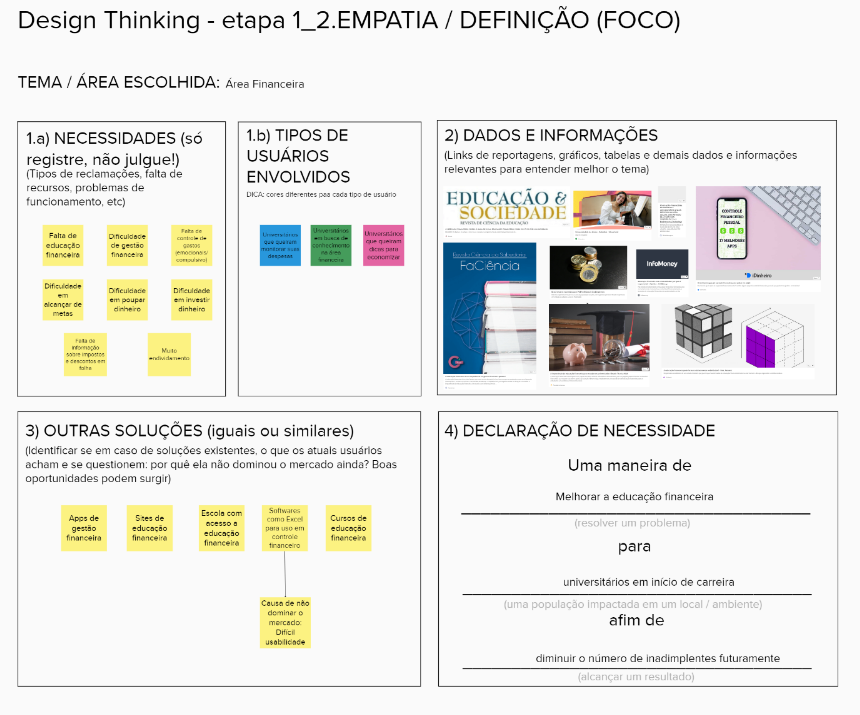 Design Thinking - etapa 1_2.EMPATIA / DEFINIÇÃO (FOCO)
TEMA / ÁREA ESCOLHIDA: Área Financeira
1.a) NECESSIDADES (só
registre, não julgue!)
(Tipos de reclamações, falta de
recursos, problemas de
funcionamento, etc)
Falta de
educação
financeira
Dificuldade
de gestão
financeira
Falta de
controle de
gastos
(emocionais/
compulsivo)
Dificuldade
em
alcançar de
metas
Dificuldade
em poupar
dinheiro
Dificuldade
em investir
dinheiro
Falta de
informação
sobre impostos
e descontos em
folha
Muito
endividamento
1.b) TIPOS DE
USUÁRIOS
ENVOLVIDOS
DICA: cores diferentes paa cada tipo de usuário
Universitários
que queiram
monitorar suas
despesas
Universitários
em busca de
conhecimento
na área
financeira
Universitários
que queiram
dicas para
economizar
2) DADOS E INFORMAÇÕES
(Links de reportagens, gráficos, tabelas e demais dados e informações
relevantes para entender melhor o tema)
EDUCAÇÃO &
SOCIEDADE
REVISTA DE CIÊNCIA DA EDUCAÇÃO
FaCiência
InfoMoney
CONTROLE
FINANCEIRO
PESSOAL
11 MELHORES
APPS
iDinheiro
3) OUTRAS SOLUÇÕES (iguais ou similares)
(Identificar se em caso de soluções existentes, o que os atuais usuários
acham e se questionem: por quê ela não dominou o mercado ainda? Boas
oportunidades podem surgir)
Apps de
gestão
financeira
Sites de
educação
financeira
Escola com
acesso a
educação
financeira
Softwares
como Excel
para uso em
controle
financeiro
Cursos de
educação
financeira
Causa de não
dominar o
mercado:
Difícil
usabilidade
4) DECLARAÇÃO DE NECESSIDADE
Uma maneira de
Melhorar a educação financeira
(resolver um problema)
para
universitários em início de carreira
(uma população impactada em um local / ambiente)
afim de
diminuir o número de inadimplentes futuramente
(alcançar um resultado)